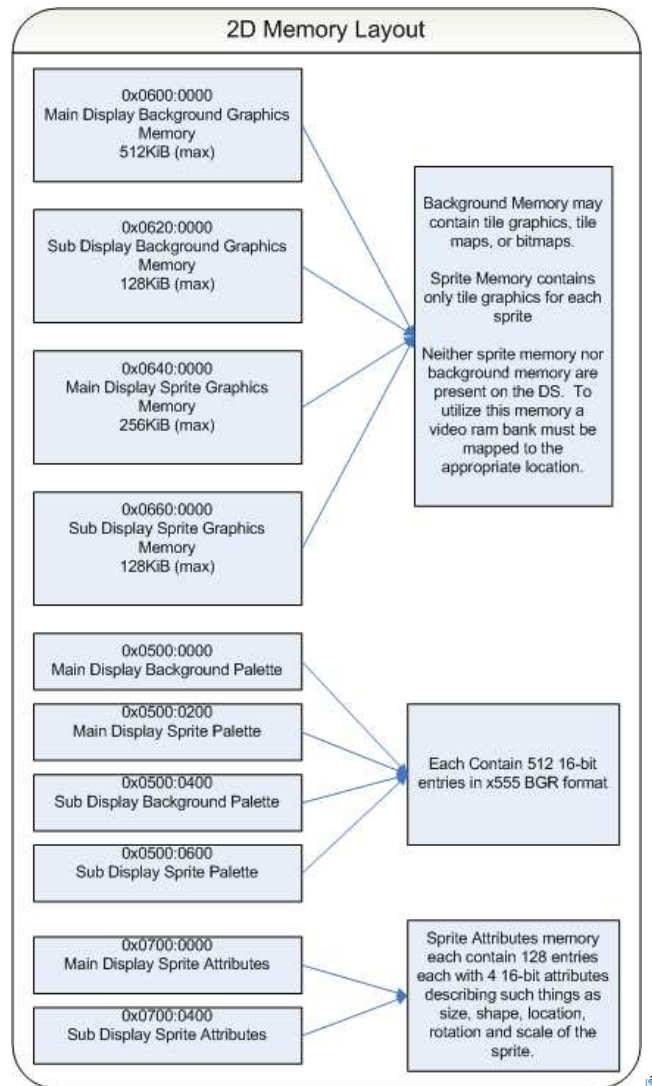 2D Memory Layout
0x0600:0000
Main Display Background Graphics
Memory
512KiB (max)
0x0620:0000
Sub Display Background Graphics
Memory
128KiB (max)
0x0640:0000
Main Display Sprite Graphics
Memory
256KiB (max)
0x0660:0000
Sub Display Sprite Graphics
Memory
128KiB (max)
Background Memory may
contain tile graphics, tile
maps, or bitmaps.
Sprite Memory contains
only tile graphics for each
sprite
Neither sprite memory nor
background memory are
present on the DS. To
utilize this memory a
video ram bank must be
mapped to the
appropriate location.
0x0500:0000
Main Display Background Palette
0x0500:0200
Main Display Sprite Palette
0x0500:0400
Sub Display Background Palette
0x0500:0600
Sub Display Sprite Palette
Each Contain 512 16-bit
entries in x555 BGR format
0x0700:0000
Main Display Sprite Attributes
0x0700:0400
Sub Display Sprite Attributes
Sprite Attributes memory
each contain 128 entries
each with 4 16-bit attributes
describing such things as
size, shape, location,
rotation and scale of the
sprite.